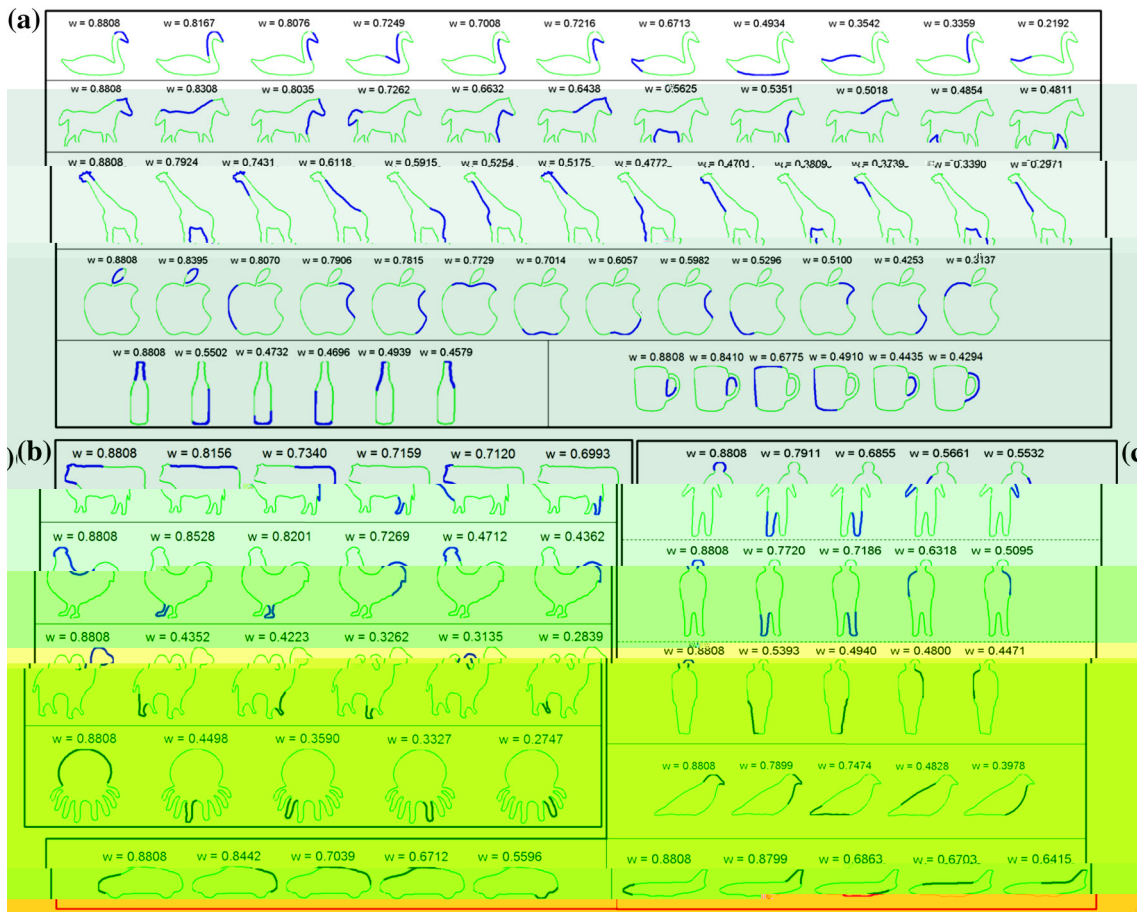 (a)
w = 0.8808 w = 0.8167 w = 0.8076 w = 0.7249 w = 0.7008 w = 0.7216 w = 0.6713 w = 0.4934 w = 0.3542 w = 0.3359 w = 0.2192
w = 0.8808 w = 0.8308 w = 0.8035 w = 0.7262 w = 0.6632 w = 0.6438 w = 0.5625 w = 0.5351 w = 0.5018 w = 0.4854 w = 0.4811
w = 0.8808 w = 0.7924 w = 0.7431 w = 0.6118 w = 0.5915 w = 0.5254 w = 0.5175 w = 0.4772 w = 0.4701 w = 0.3809 w = 0.3739 w = 0.3390 w = 0.2971
w = 0.8808 w = 0.8395 w = 0.8070 w = 0.7906 w = 0.7815 w = 0.7729 w = 0.7014 w = 0.6057 w = 0.5982 w = 0.5296 w = 0.5100 w = 0.4253
w = 0.8808 w = 0.5502 w = 0.4732 w = 0.4696 w = 0.4939 w = 0.4579 w = 0.8808 w = 0.8410 w = 0.6775 w = 0.4910 w = 0.4435 w = 0.4294
(b)
w = 0.8808 w = 0.8156 w = 0.7340 w = 0.7159 w = 0.7120 w = 0.6993 w = 0.8808 w = 0.7911 w = 0.6855 w = 0.5661 w = 0.5532
w = 0.8808 w = 0.8528 w = 0.8201 w = 0.7269 w = 0.4712 w = 0.4362 w = 0.8808 w = 0.7720 w = 0.7186 w = 0.6318 w = 0.5095
w = 0.8808 w = 0.4352 w = 0.4223 w = 0.3262 w = 0.3135 w = 0.2839 w = 0.8808 w = 0.5393 w = 0.4940 w = 0.4800 w = 0.4471
w = 0.8808 w = 0.4498 w = 0.3590 w = 0.3327 w = 0.2747 w = 0.8808 w = 0.7899 w = 0.7474 w = 0.4828 w = 0.3978
w = 0.8808 w = 0.8442 w = 0.7039 w = 0.6712 w = 0.5596 w = 0.8808 w = 0.8799 w = 0.6863 w = 0.6703 w = 0.6415